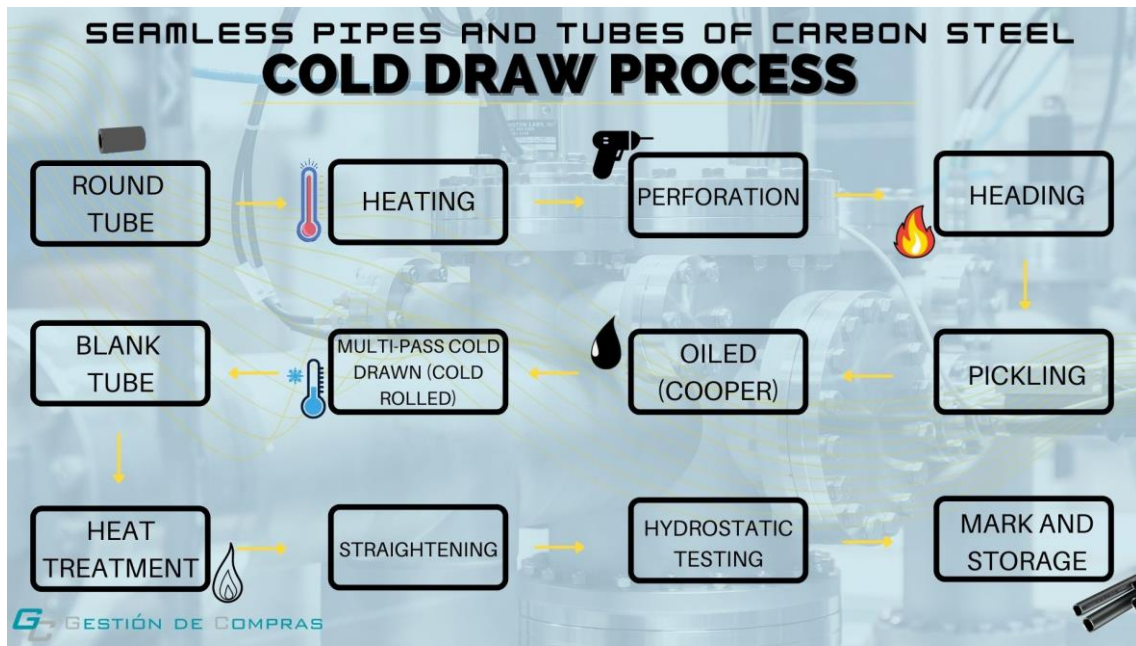 SEAMLESS PIPES AND TUBES OF CARBON STEEL
COLD DRAW PROCESS
ROUND
TUBE
HEATING
PERFORATION
HEADING
PICKLING
OILED
(COOPER)
MULTI-PASS COLD
DRAWN (COLD
ROLLED)
BLANK
TUBE
HEAT
TREATMENT
STRAIGHTENING
HYDROSTATIC
TESTING
MARK AND
STORAGE
GC GESTIÓN DE COMPRAS